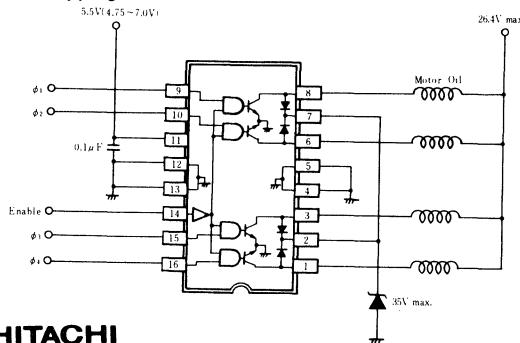 5.5V(4.75~7.0V)
26.4V max
φ1
9
8
Motor Oil
φ2
10
7
11
6
0.1μF
12
5
13
4
Enable
14
3
φ3
15
2
φ4
16
1
35V max.
HITACHI